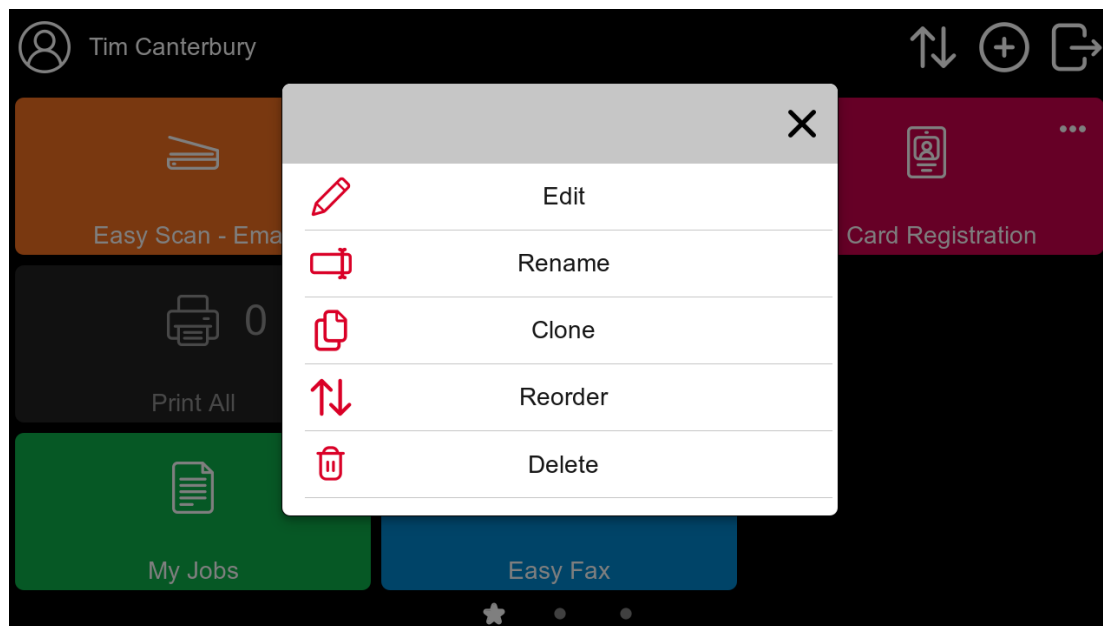 Tim Canterbury
Edit
Easy Scan - Ema
Card Registration
Rename
0
Clone
Print All
Reorder
Delete
My Jobs
Easy Fax